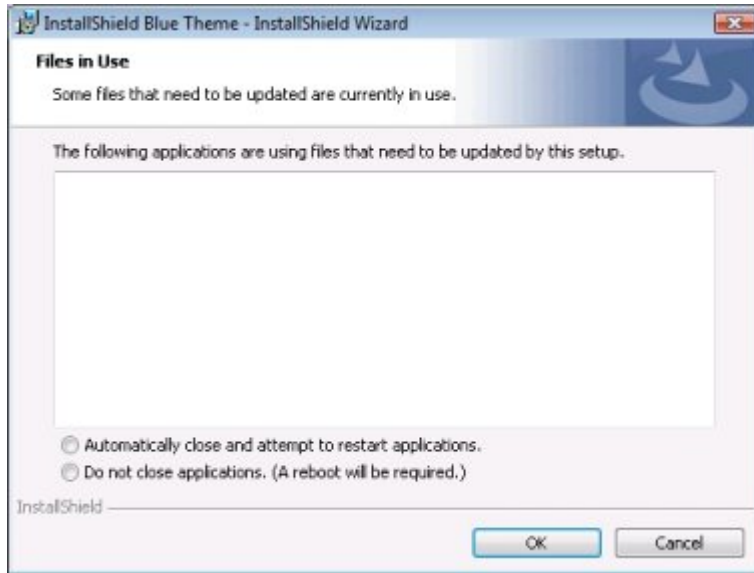 InstallShield Blue Theme - InstallShield Wizard
Files in Use
Some files that need to be updated are currently in use.
The following applications are using files that need to be updated by this setup.
Automatically close and attempt to restart applications.
Do not close applications. (A reboot will be required.)
InstallShield
OK Cancel